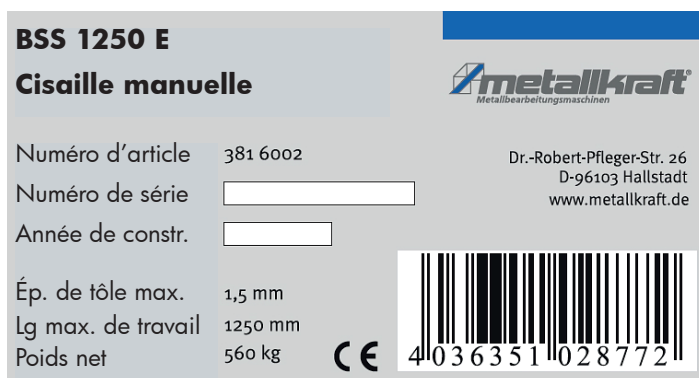 BSS 1250 E
Cisaille manuelle
metallkraft®
Metallbearbeitungsmaschinen
Numéro d'article 381 6002
Numéro de série
Année de constr.
Dr.-Robert-Pfleger-Str. 26
D-96103 Hallstadt
www.metallkraft.de
Ép. de tôle max. 1,5 mm
Lg max. de travail 1250 mm
Poids net 560 kg
CE
4 036351 028772